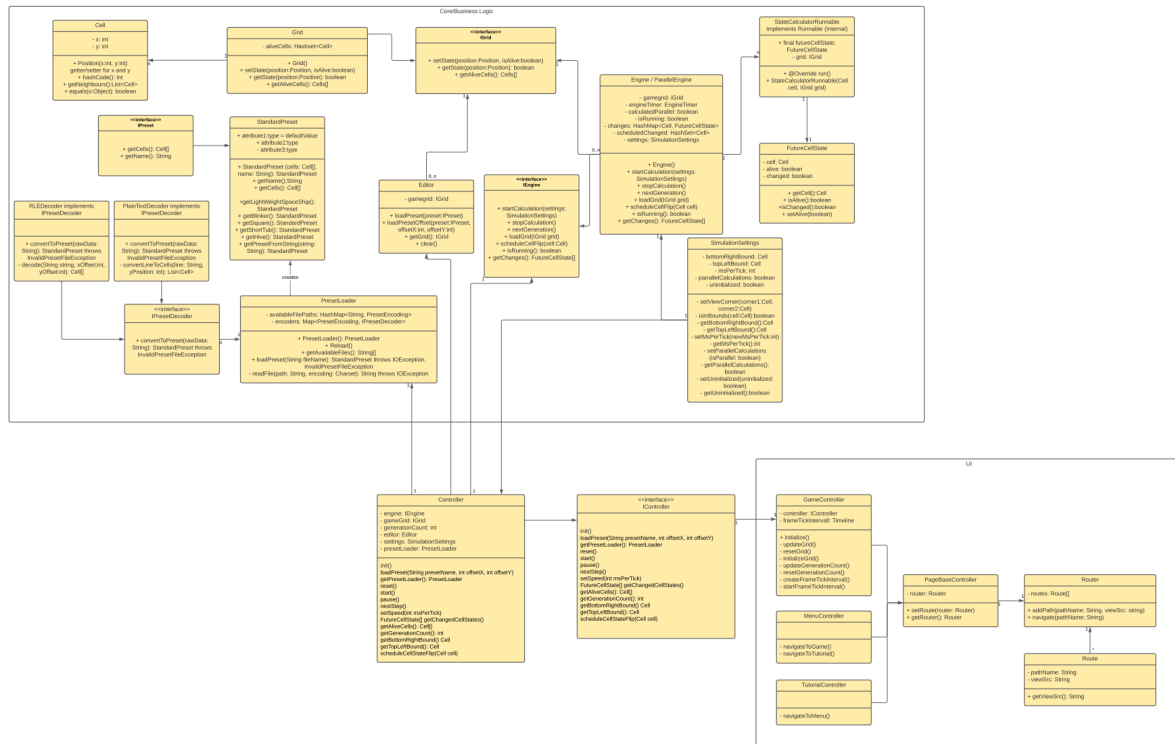 Core/Business Logic
Cell
- x: int
- y: int
+ Position(x:int, y:int)
getter/setter for x and y
+ hashCode(): int
+ getNeighbours():List<Cell>
+ equals(o:Object): boolean
Grid
- aliveCells: Hashset<Cell>
+ Grid()
+ setState(position:Position, isAlive:boolean)
+ getState(position:Position): boolean
+ getAliveCells(): Cells[]
<<interface>>
IGrid
+ setState(position:Position, isAlive:boolean)
+ getState(position:Position): boolean
+ getAliveCells(): Cells[]
StateCalculatorRunnable
implements Runnable (Internal)
+ final futureCellState:
FutureCellState
- grid: IGrid
+ @Override run()
+ StateCalculatorRunnable(Cell
cell, IGrid grid)
Engine / ParallelEngine
- gamegrid: iGrid
- engineTimer: EngineTimer
- calculatedParallel: boolean
- isRunning: boolean
- changes: HashMap<Cell, FutureCellState>
- scheduledChanged: HashSet<Cell>
- settings: SimulationSettings
+ Engine()
+ startCalculation(settings:
SimulationSettings)
+ stopCalculation()
+ nextGeneration()
+ loadGrid(IGrid grid)
+ scheduleFlip(Cell cell)
+ isRunning(): boolean
+ getChanges(): FutureCellState[]
<<interface>>
IPreset
+ getCells(): Cell[]
+ getName(): String
StandardPreset
+ attribute1:type = defaultValue
+ attribute2:type
- attribute3:type
+ StandardPreset (cells: Cell[],
name: String): StandardPreset
+ getName():String
+ getCells(): Cell[]
+getLightWeightSpaceShip():
StandardPreset
+ getBlinker(): StandardPreset
+ getSquare(): StandardPreset
+ getShortTub(): StandardPreset
+ getHive(): StandardPreset
+ getPresetFromString(string:
String): StandardPreset
FutureCellState
- cell: Cell
- alive: boolean
- changed: boolean
+ getCell():Cell
+ isAlive():boolean
+isChanged():boolean
+ setAlive(boolean)
Editor
- gamegrid: IGrid
+ loadPreset(preset:IPreset)
+ loadPresetOffset(preset:IPreset,
offsetX:int, offsetY:int)
+ getGrid(): IGrid
+ clear()
<<interface>>
IEngine
+ startCalculation(settings:
SimulationSettings)
+ stopCalculation()
+ nextGeneration()
+ loadGrid(IGrid grid)
+ scheduleFlip(cell:Cell)
+ isRunning(): boolean
+ getChanges(): FutureCellState[]
RLEDecoder implements
IPresetDecoder
+ convertToPreset(rawData:
String): StandardPreset throws
InvalidPresetFileException
- decode(String string, xOffset:int,
yOffset:int): Cell[]
PlainTextDecoder implements
IPresetDecoder
+ convertToPreset(rawData:
String): StandardPreset throws
InvalidPresetFileException
- convertLineToCells(line: String,
yPosition: int): List<Cell>
SimulationSettings
- bottomRightBound: Cell
- topLeftBound: Cell
- msPerTick: int
- parrallelCalculations: boolean
- uninitialized: boolean
- setViewCorner(corner1:Cell,
corner2:Cell)
- isInBounds(cell:Cell):boolean
- getBottomRightBound():Cell
- getTopLeftBound():Cell
- setMsPerTick(newMsPerTick:int)
- getMsPerTick():int
- setParallelCalculations
(isParallel: boolean)
- getParallelCalculations():
boolean
- setUninitialized(uninitialized:
boolean)
- getUninitialized():boolean
creates
<<interface>>
IPresetDecoder
+ convertToPreset(rawData:
String): StandardPreset throws
InvalidPresetFileException
PresetLoader
- availableFilePaths: HashMap<String, PresetEncoding>
- encoders: Map<PresetEncoding, IPresetDecoder>
+ PresetLoader(): PresetLoader
+ Reload()
+ getAvailableFiles(): String[]
+ loadPreset(String fileName): StandardPreset throws IOException,
InvalidPresetFileException
- readFile(path: String, encoding: Charset): String throws IOException
UI
Controller
- engine: IEngine
- gameGrid: IGrid
- generationCount: int
- editor: Editor
- settings: SimulationSettings
- presetloader: PresetLoader
init()
loadPreset(String presetName, int offsetX, int offsetY)
getPresetLoader(): PresetLoader
reset()
start()
pause()
nextStep()
setSpeed(int msPerTick)
FutureCellState[] getChangedCellStates()
getAliveCells(): Cell[]
getGenerationCount(): int
getBottomRightBound() Cell
getTopLeftBound(): Cell
scheduleCellStateFlip(Cell cell)
<<interface>>
IController
init()
loadPreset(String presetName, int offsetX, int offsetY)
getPresetLoader(): PresetLoader
reset()
start()
pause()
nextStep()
setSpeed(int msPerTick)
FutureCellState[] getChangedCellStates()
getAliveCells(): Cell[]
getGenerationCount(): int
getBottomRightBound() Cell
getTopLeftBound(): Cell
scheduleCellStateFlip(Cell cell)
GameController
- controller: IController
- frameTickIntervall: Timeline
+ initialize()
- updateGrid()
- resetGrid()
- initializeGrid()
- updateGenerationCount()
- resetGenerationCount()
- createFrameTickInterval()
- startFrameTickInterval()
PageBaseController
- router: Router
+ setRoute(router: Router)
+ getRouter(): Router
Router
- routes: Route[]
+ addPath(pathName: String, viewSrc: string)
+ navigate(pathName: String)
MenuController
- navigateToGame()
- navigateToTutorial()
Route
- pathName: String
- viewSrc: String
+ getViewSrc(): String
TutorialController
- navigateToMenu()